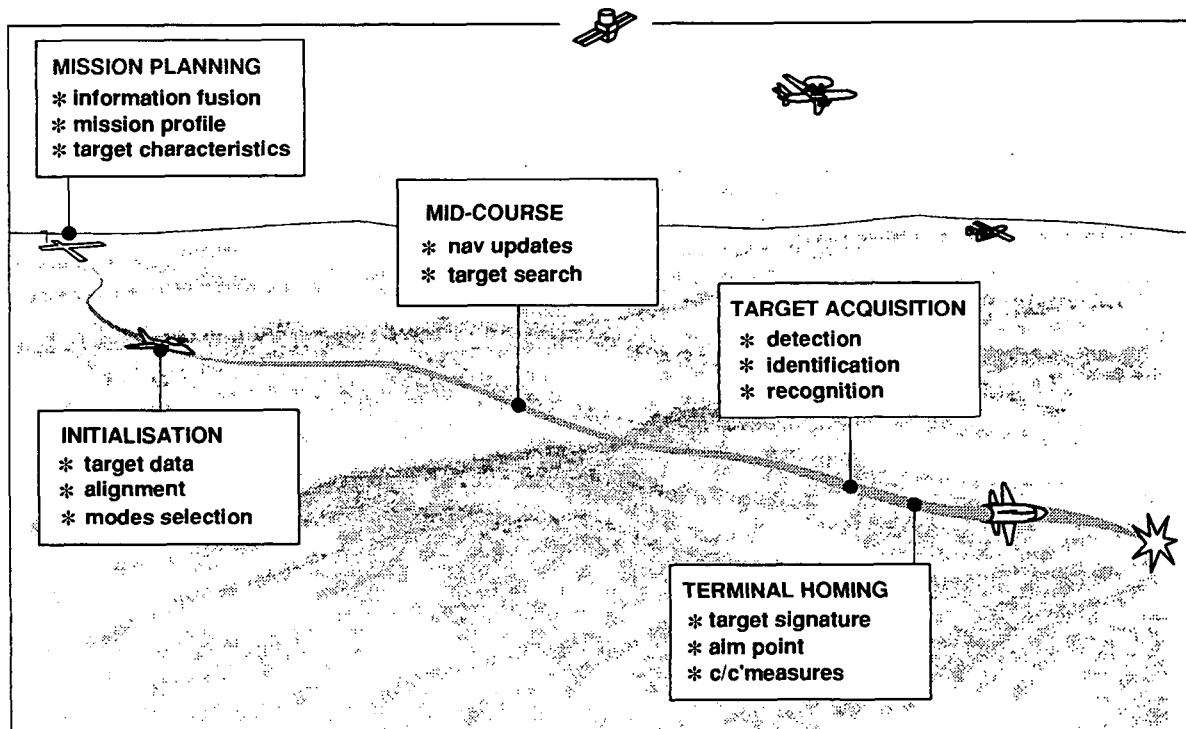 MISSION PLANNING
* information fusion
* mission profile
* target characteristics
MID-COURSE
* nav updates
* target search
TARGET ACQUISITION
* detection
* identification
* recognition
INITIALISATION
* target data
* alignment
* modes selection
TERMINAL HOMING
* target signature
* aim point
* c/c'measures